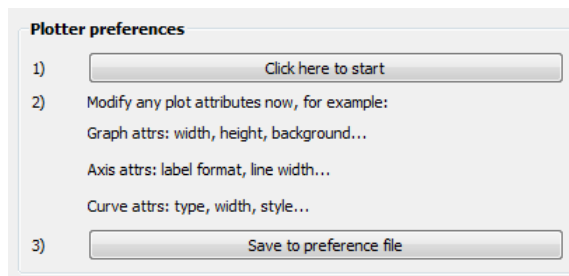 Plotter preferences
1) Click here to start
2) Modify any plot attributes now, for example:
Graph attrs: width, height, background...
Axis attrs: label format, line width...
Curve attrs: type, width, style...
3) Save to preference file